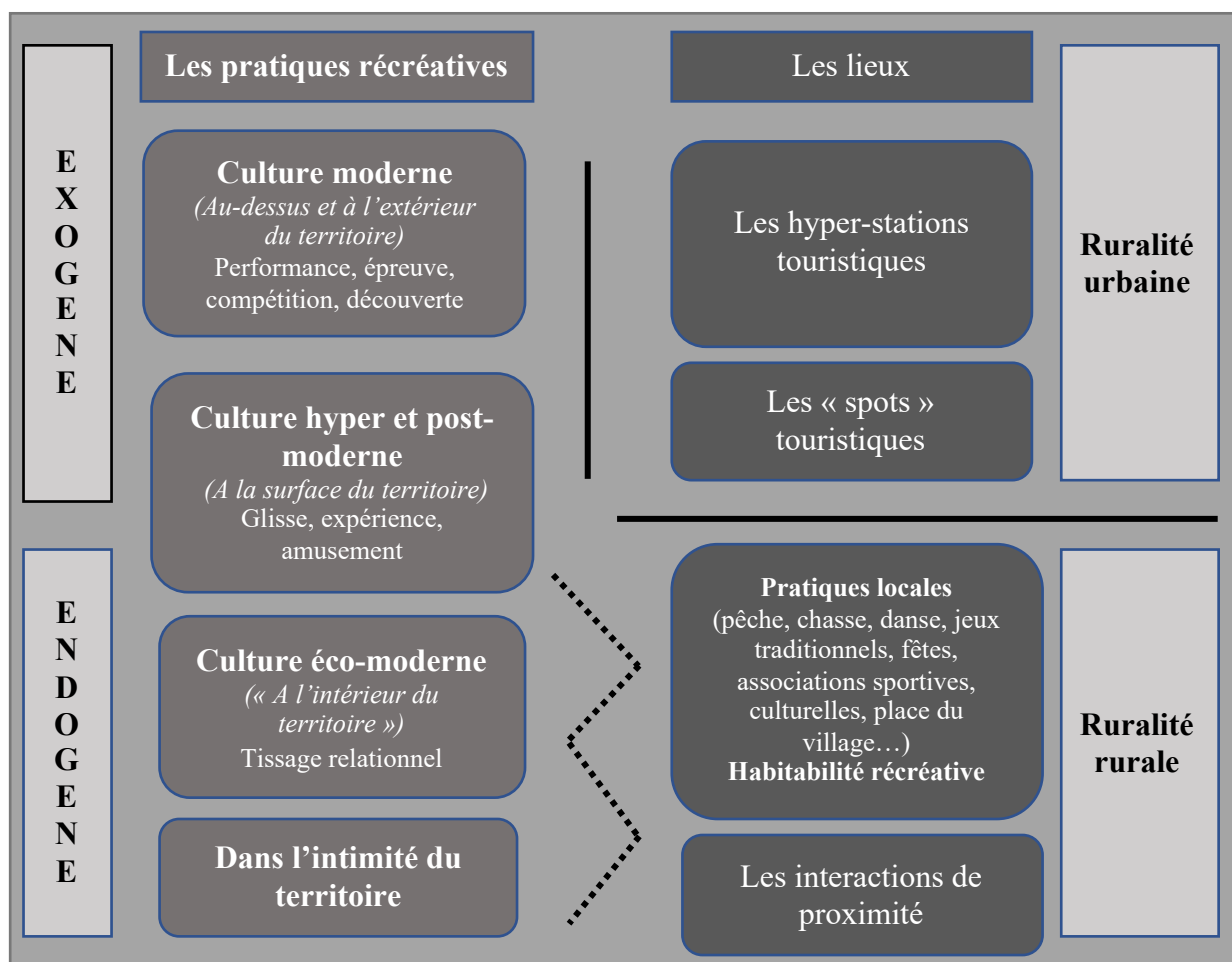 EXOGENE
Les pratiques récréatives
Culture moderne
(Au-dessus et à l’extérieur
du territoire)
Performance, épreuve,
compétition, découverte
Culture hyper et post-
moderne
(A la surface du territoire)
Glisse, expérience,
amusement
Les lieux
Les hyper-stations
touristiques
Les « spots »
touristiques
Ruralité
urbaine
ENDOGENE
Culture éco-moderne
(« A l’intérieur du
territoire »)
Tissage relationnel
Dans l’intimité du
territoire
Pratiques locales
(pêche, chasse, danse, jeux
traditionnels, fêtes,
associations sportives,
culturelles, place du
village…)
Habitabilité récréative
Les interactions de
proximité
Ruralité
rurale